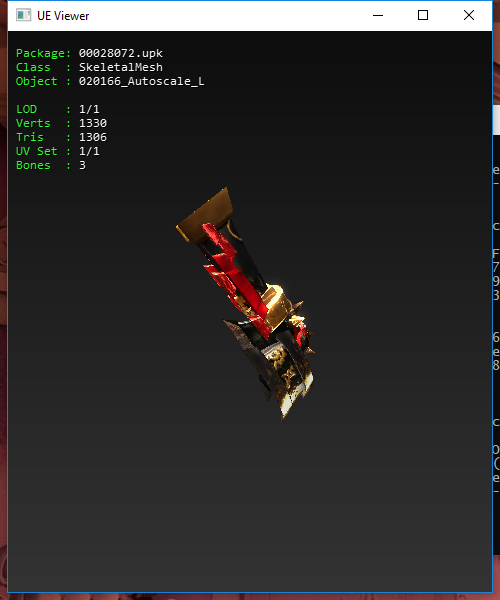 UE Viewer
Package: 00028072.upk
Class : SkeletalMesh
Object : 020166_Autoscale_L
LOD : 1/1
Verts : 1330
Tris : 1306
UV Set : 1/1
Bones : 3